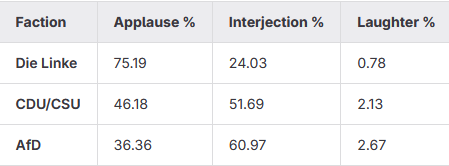 Faction Applause % Interjection % Laughter %
Die Linke 75.19 24.03 0.78
CDU/CSU 46.18 51.69 2.13
AfD 36.36 60.97 2.67